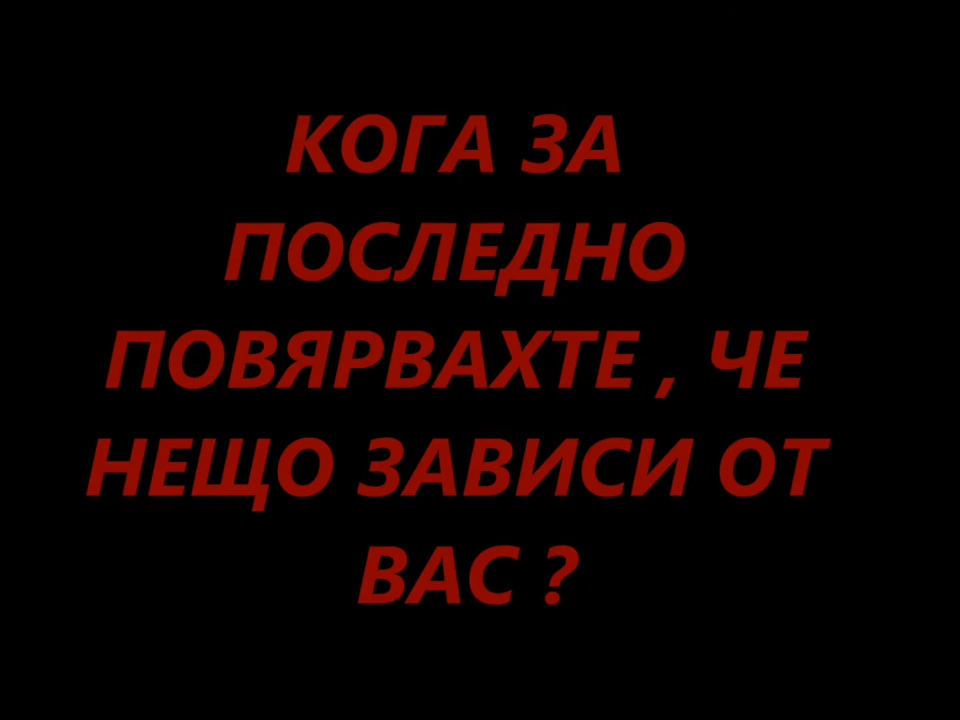 КОГА ЗА
ПОСЛЕДНО
ПОВЯРВАХТЕ , ЧЕ
НЕЩО ЗАВИСИ ОТ
ВАС ?